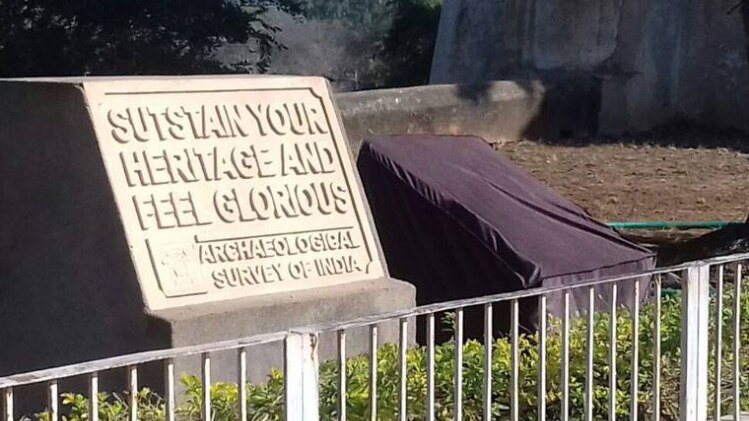 SUTSTAIN YOUR
HERITAGE AND
FEEL GLORIOUS
ARCHAEOLOGICAL
SURVEY OF INDIA